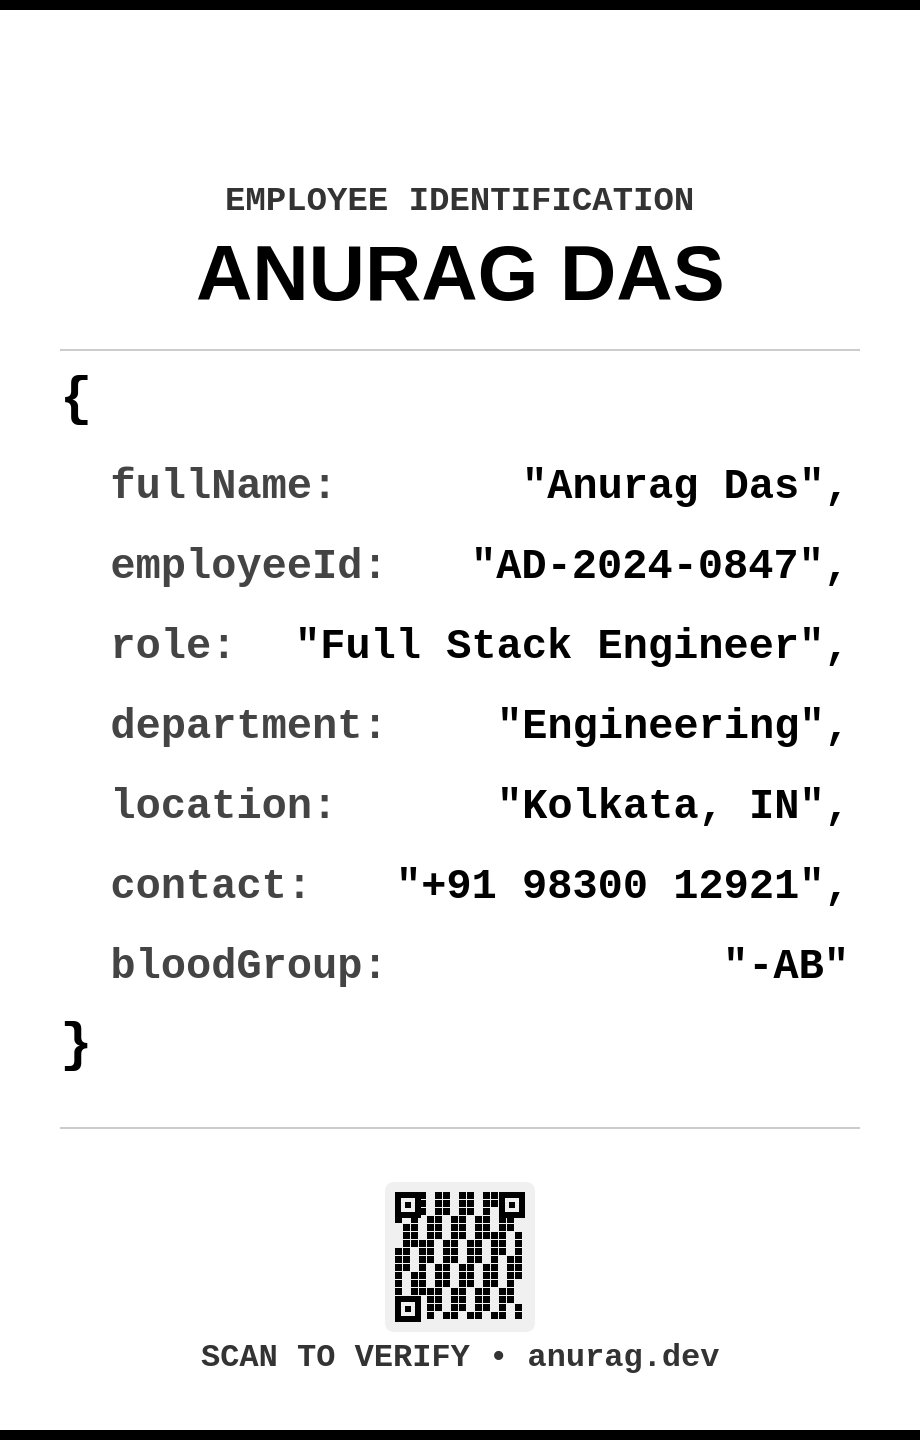 EMPLOYEE IDENTIFICATION
ANURAG DAS
{
fullName: "Anurag Das",
employeeId: "AD-2024-0847",
role: "Full Stack Engineer",
department: "Engineering",
location: "Kolkata, IN",
contact: "+91 98300 12921",
bloodGroup: "-AB"
}
SCAN TO VERIFY • anurag.dev